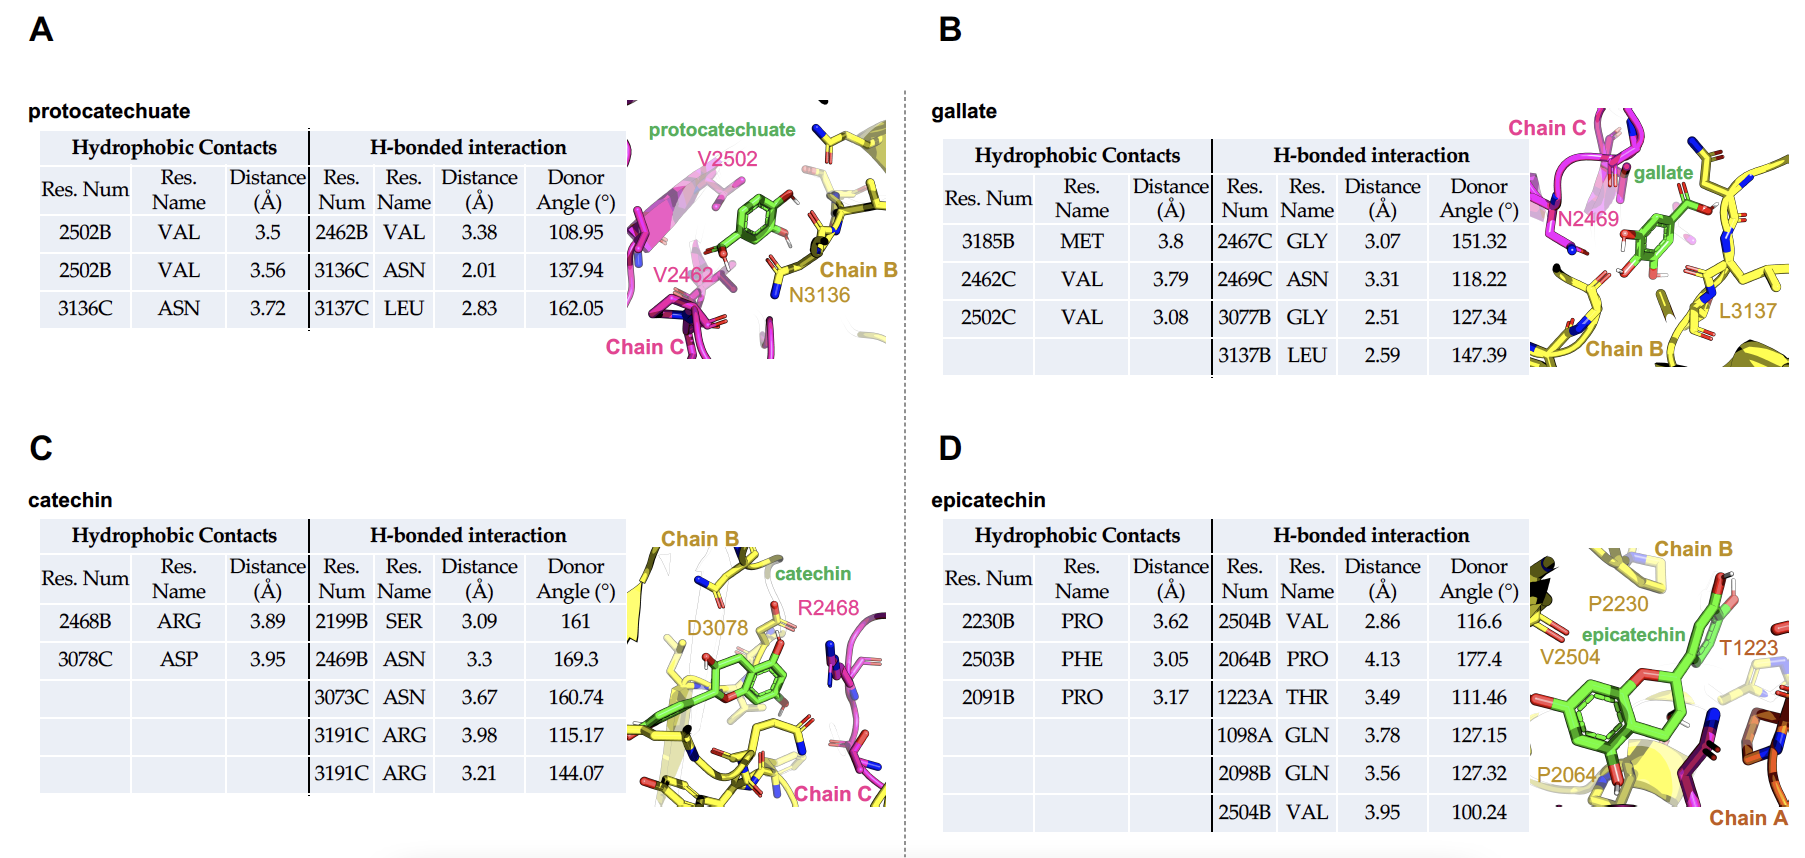 A
protocatechuate
Hydrophobic Contacts H-bonded interaction
Res. Num Res. Name Distance (Å) Res. Num Res. Name Distance (Å) Donor Angle (°)
2502B VAL 3.5 2462B VAL 3.38 108.95
2502B VAL 3.56 3136C ASN 2.01 137.94
3136C ASN 3.72 3137C LEU 2.83 162.05
protocatechuate
V2502
V2462
Chain B
N3136
Chain C
B
gallate
Hydrophobic Contacts H-bonded interaction
Res. Num Res. Name Distance (Å) Res. Num Res. Name Distance (Å) Donor Angle (°)
3185B MET 3.8 2467C GLY 3.07 151.32
2462C VAL 3.79 2469C ASN 3.31 118.22
2502C VAL 3.08 3077B GLY 2.51 127.34
3137B LEU 2.59 147.39
Chain C
gallate
N2469
L3137
Chain B
C
catechin
Hydrophobic Contacts H-bonded interaction
Res. Num Res. Name Distance (Å) Res. Num Res. Name Distance (Å) Donor Angle (°)
2468B ARG 3.89 2199B SER 3.09 161
3078C ASP 3.95 2469B ASN 3.3 169.3
3073C ASN 3.67 160.74
3191C ARG 3.98 115.17
3191C ARG 3.21 144.07
Chain B
catechin
R2468
D3078
Chain C
D
epicatechin
Hydrophobic Contacts H-bonded interaction
Res. Num Res. Name Distance (Å) Res. Num Res. Name Distance (Å) Donor Angle (°)
2230B PRO 3.62 2504B VAL 2.86 116.6
2503B PHE 3.05 2064B PRO 4.13 177.4
2091B PRO 3.17 1223A THR 3.49 111.46
1098A GLN 3.78 127.15
2098B GLN 3.56 127.32
2504B VAL 3.95 100.24
Chain B
P2230
epicatechin
T1223
V2504
P2064
Chain A